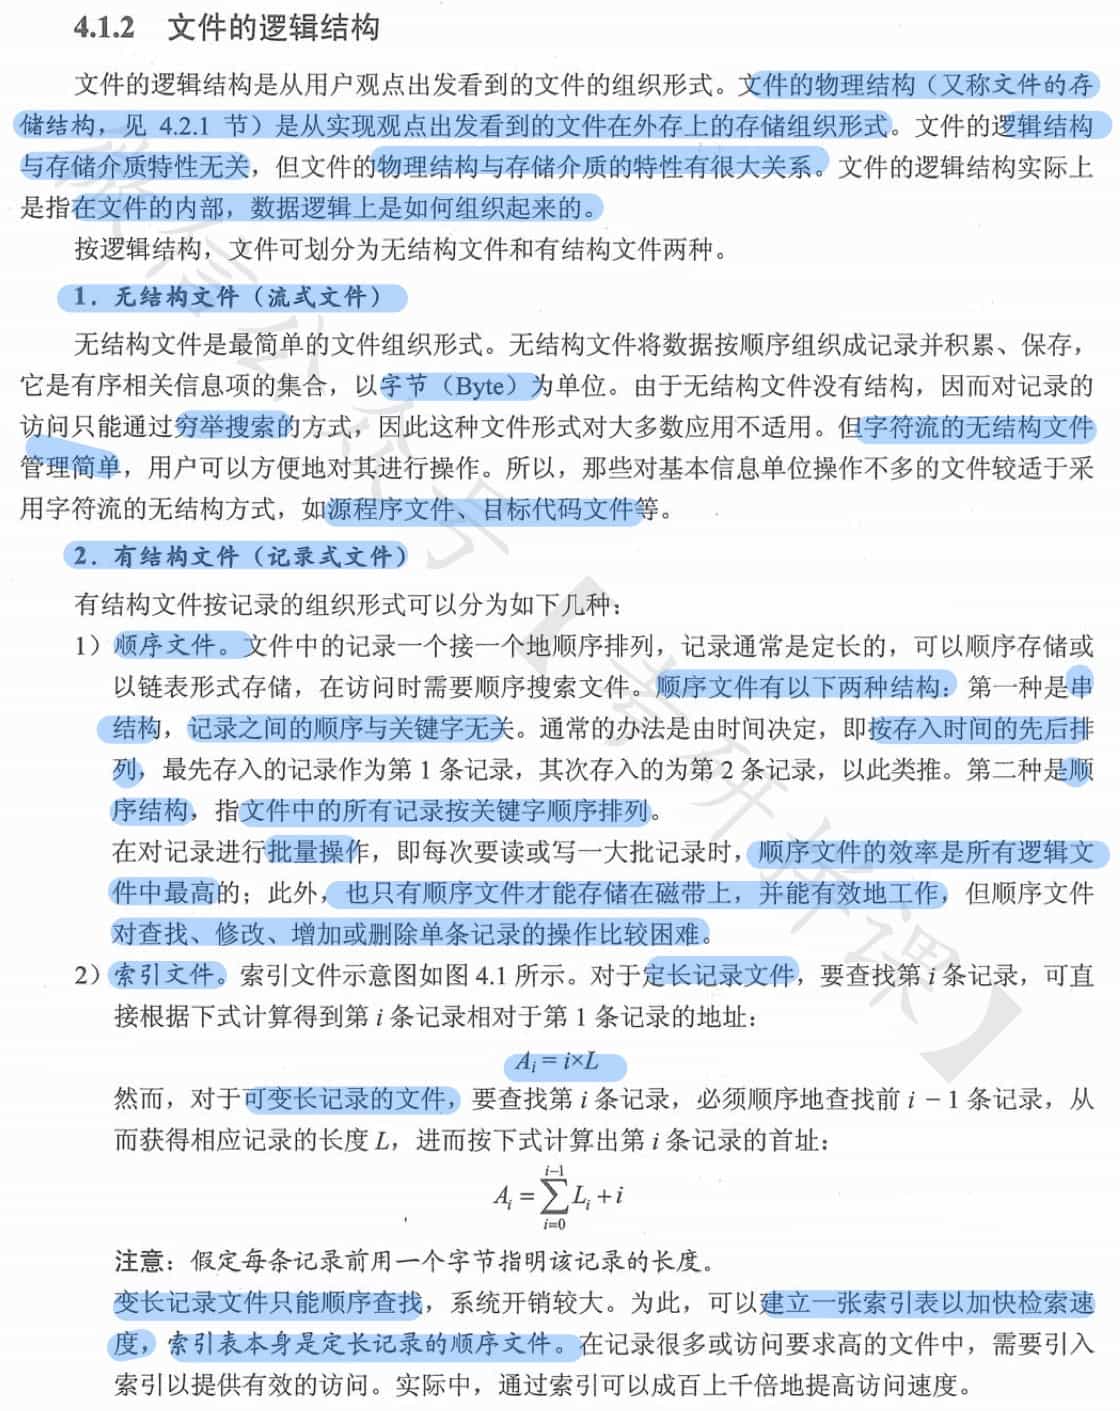 4.1.2 文件的逻辑结构
文件的逻辑结构是从用户观点出发看到的文件的组织形式。文件的物理结构（又称文件的存
储结构，见 4.2.1 节）是从实现观点出发看到的文件在外存上的存储组织形式。文件的逻辑结构
与存储介质特性无关，但文件的物理结构与存储介质的特性有很大关系。文件的逻辑结构实际上
是指在文件的内部，数据逻辑上是如何组织起来的。
按逻辑结构，文件可划分为无结构文件和有结构文件两种。
1．无结构文件（流式文件）
无结构文件是最简单的文件组织形式。无结构文件将数据按顺序组织成记录并积累、保存，
它是有序相关信息项的集合，以字节（Byte）为单位。由于无结构文件没有结构，因而对记录的
访问只能通过穷举搜索的方式，因此这种文件形式对大多数应用不适用。但字符流的无结构文件
管理简单，用户可以方便地对其进行操作。所以，那些对基本信息单位操作不多的文件较适于采
用字符流的无结构方式，如源程序文件、目标代码文件等。
2．有结构文件（记录式文件）
有结构文件按记录的组织形式可以分为如下几种：
1）顺序文件。文件中的记录一个接一个地顺序排列，记录通常是定长的，可以顺序存储或
以链表形式存储，在访问时需要顺序搜索文件。顺序文件有以下两种结构：第一种是串
结构，记录之间的顺序与关键字无关。通常的办法是由时间决定，即按存入时间的先后排
列，最先存入的记录作为第 1 条记录，其次存入的为第 2 条记录，以此类推。第二种是顺
序结构，指文件中的所有记录按关键字顺序排列。
在对记录进行批量操作，即每次要读或写一大批记录时，顺序文件的效率是所有逻辑文
件中最高的；此外，也只有顺序文件才能存储在磁带上，并能有效地工作，但顺序文件
对查找、修改、增加或删除单条记录的操作比较困难。
2）索引文件。索引文件示意图如图 4.1 所示。对于定长记录文件，要查找第 i 条记录，可直
接根据下式计算得到第 i 条记录相对于第 1 条记录的地址：
A_i = i×L
然而，对于可变长记录的文件，要查找第 i 条记录，必须顺序地查找前 i − 1 条记录，从
而获得相应记录的长度 L，进而按下式计算出第 i 条记录的首址：
A_i = ∑_{i=0}^{i−1} L_i + i
注意：假定每条记录前用一个字节指明该记录的长度。
变长记录文件只能顺序查找，系统开销较大。为此，可以建立一张索引表以加快检索速
度，索引表本身是定长记录的顺序文件。在记录很多或访问要求高的文件中，需要引入
索引以提供有效的访问。实际中，通过索引可以成百上千倍地提高访问速度。